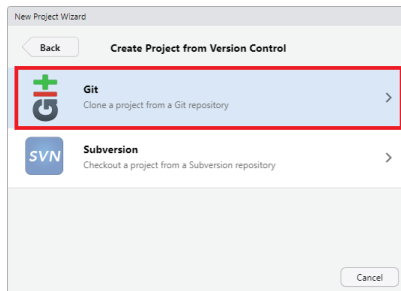 New Project Wizard
Back
Create Project from Version Control
Git
Git
Clone a project from a Git repository
SVN
Subversion
Checkout a project from a Subversion repository
Cancel